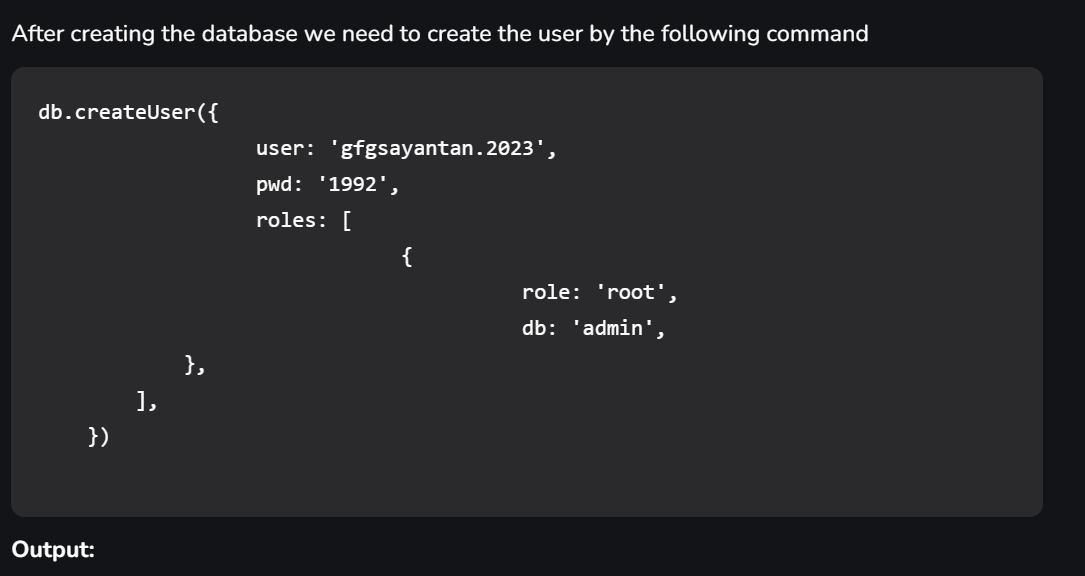 After creating the database we need to create the user by the following command
db.createUser({
user: 'gfgsayantan.2023',
pwd: '1992',
roles: [
{
role: 'root',
db: 'admin',
},
],
})
Output: